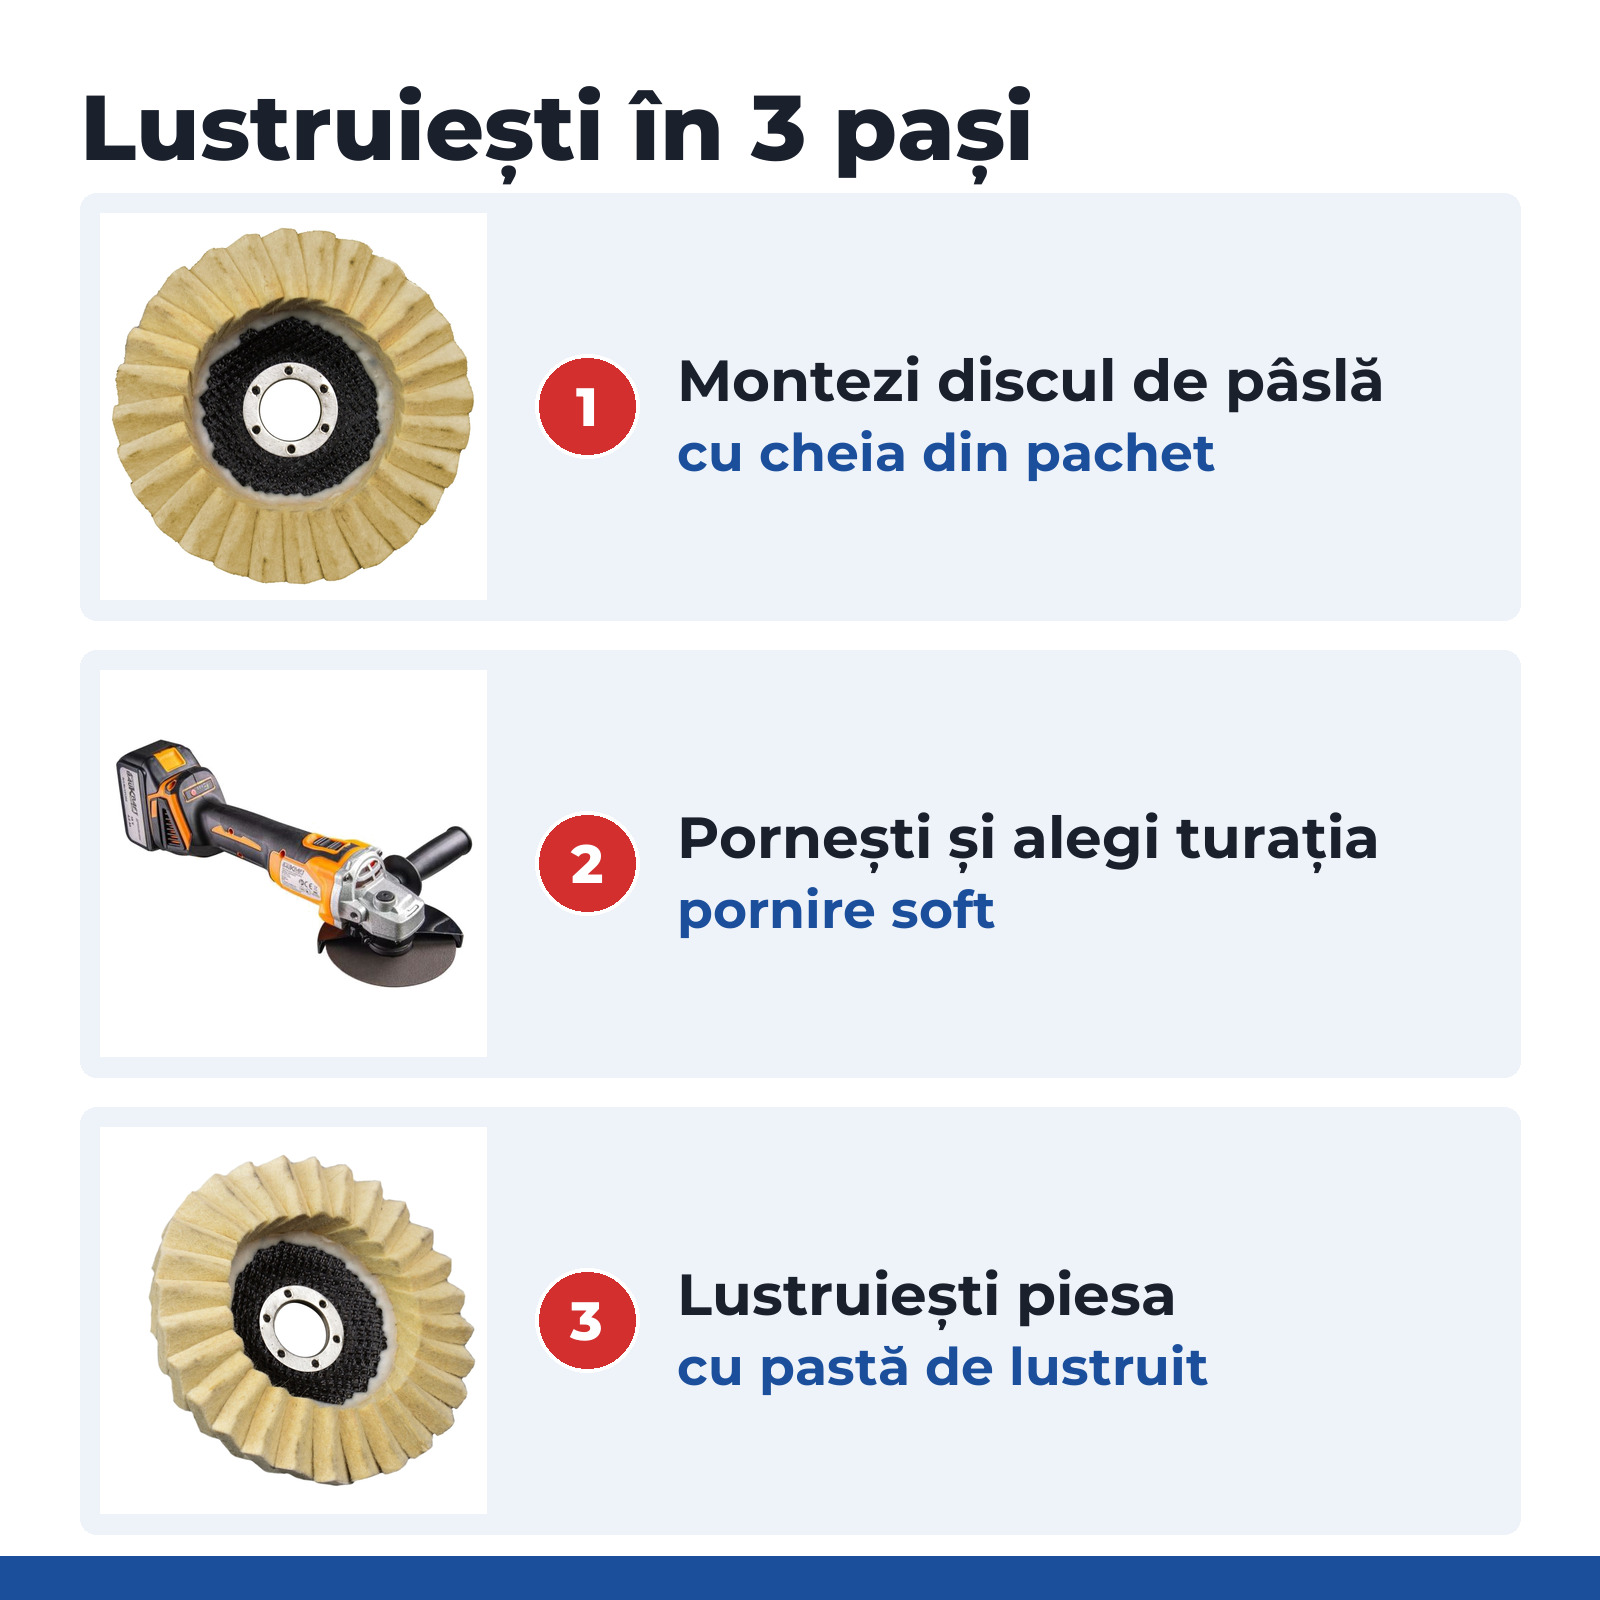 Lustruiești în 3 pași
1
Montezi discul de pâslă
cu cheia din pachet
2
Pornești și alegi turația
pornire soft
3
Lustruiești piesa
cu pastă de lustruit